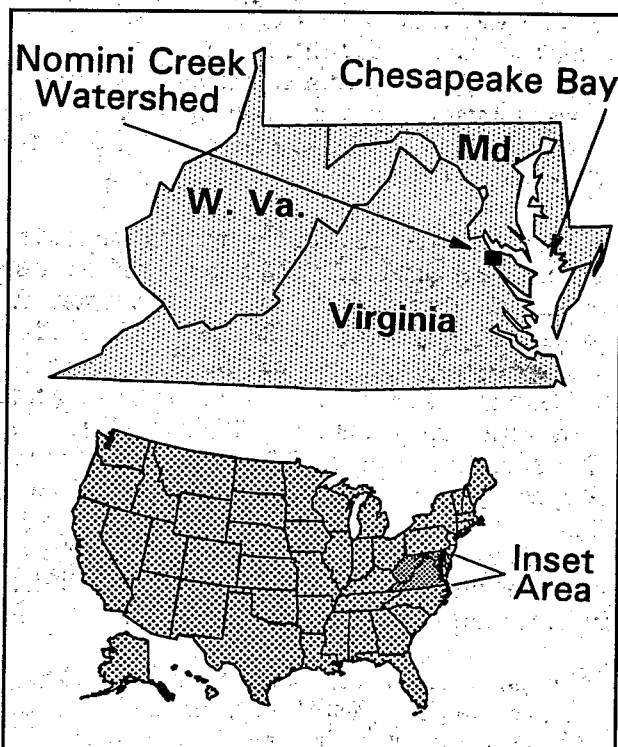 Nomini Creek
Watershed
Chesapeake Bay
Md.
W. Va.
Virginia
Inset
Area